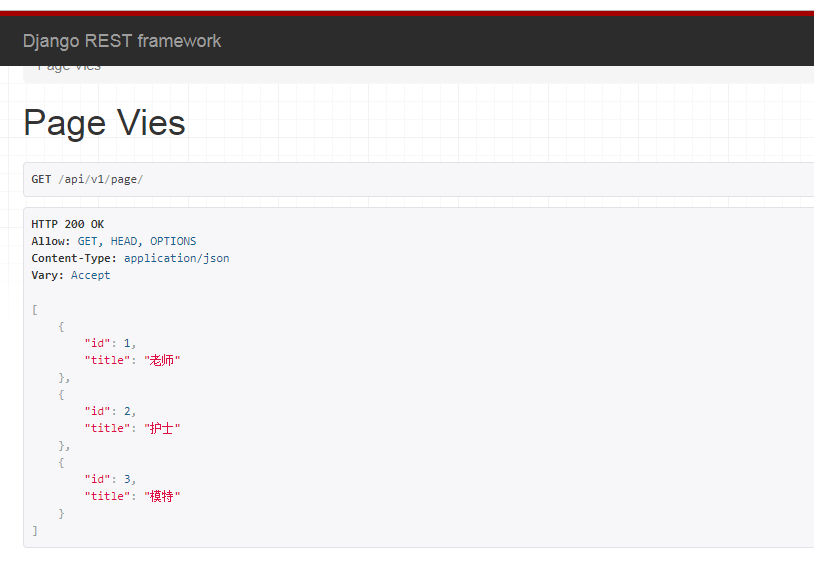 Django REST framework
Page Vies
Page Vies
GET /api/v1/page/
HTTP 200 OK
Allow: GET, HEAD, OPTIONS
Content-Type: application/json
Vary: Accept
[
    {
        "id": 1,
        "title": "老师"
    },
    {
        "id": 2,
        "title": "护士"
    },
    {
        "id": 3,
        "title": "模特"
    }
]